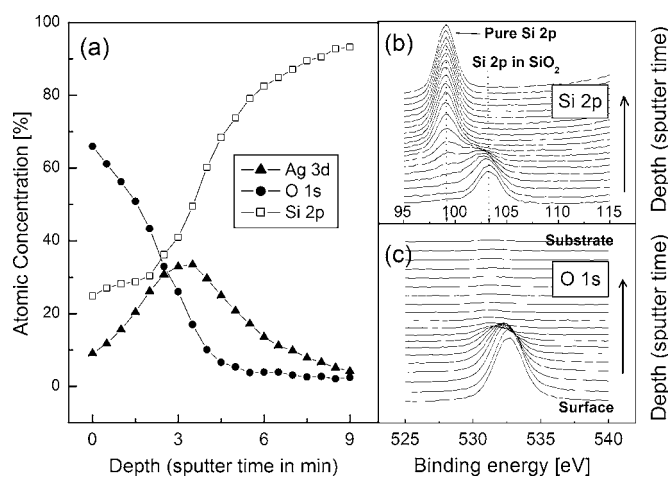 (a)
Atomic Concentration [%]
100
80
60
40
20
0
Ag 3d
O 1s
Si 2p
0 3 6 9
Depth (sputter time in min)
(b)
Pure Si 2p
Si 2p in SiO2
Si 2p
95 99 100 105 110 115
Depth (sputter time)
(c)
Substrate
O 1s
Surface
525 530 535 540
Binding energy [eV]
Depth (sputter time)